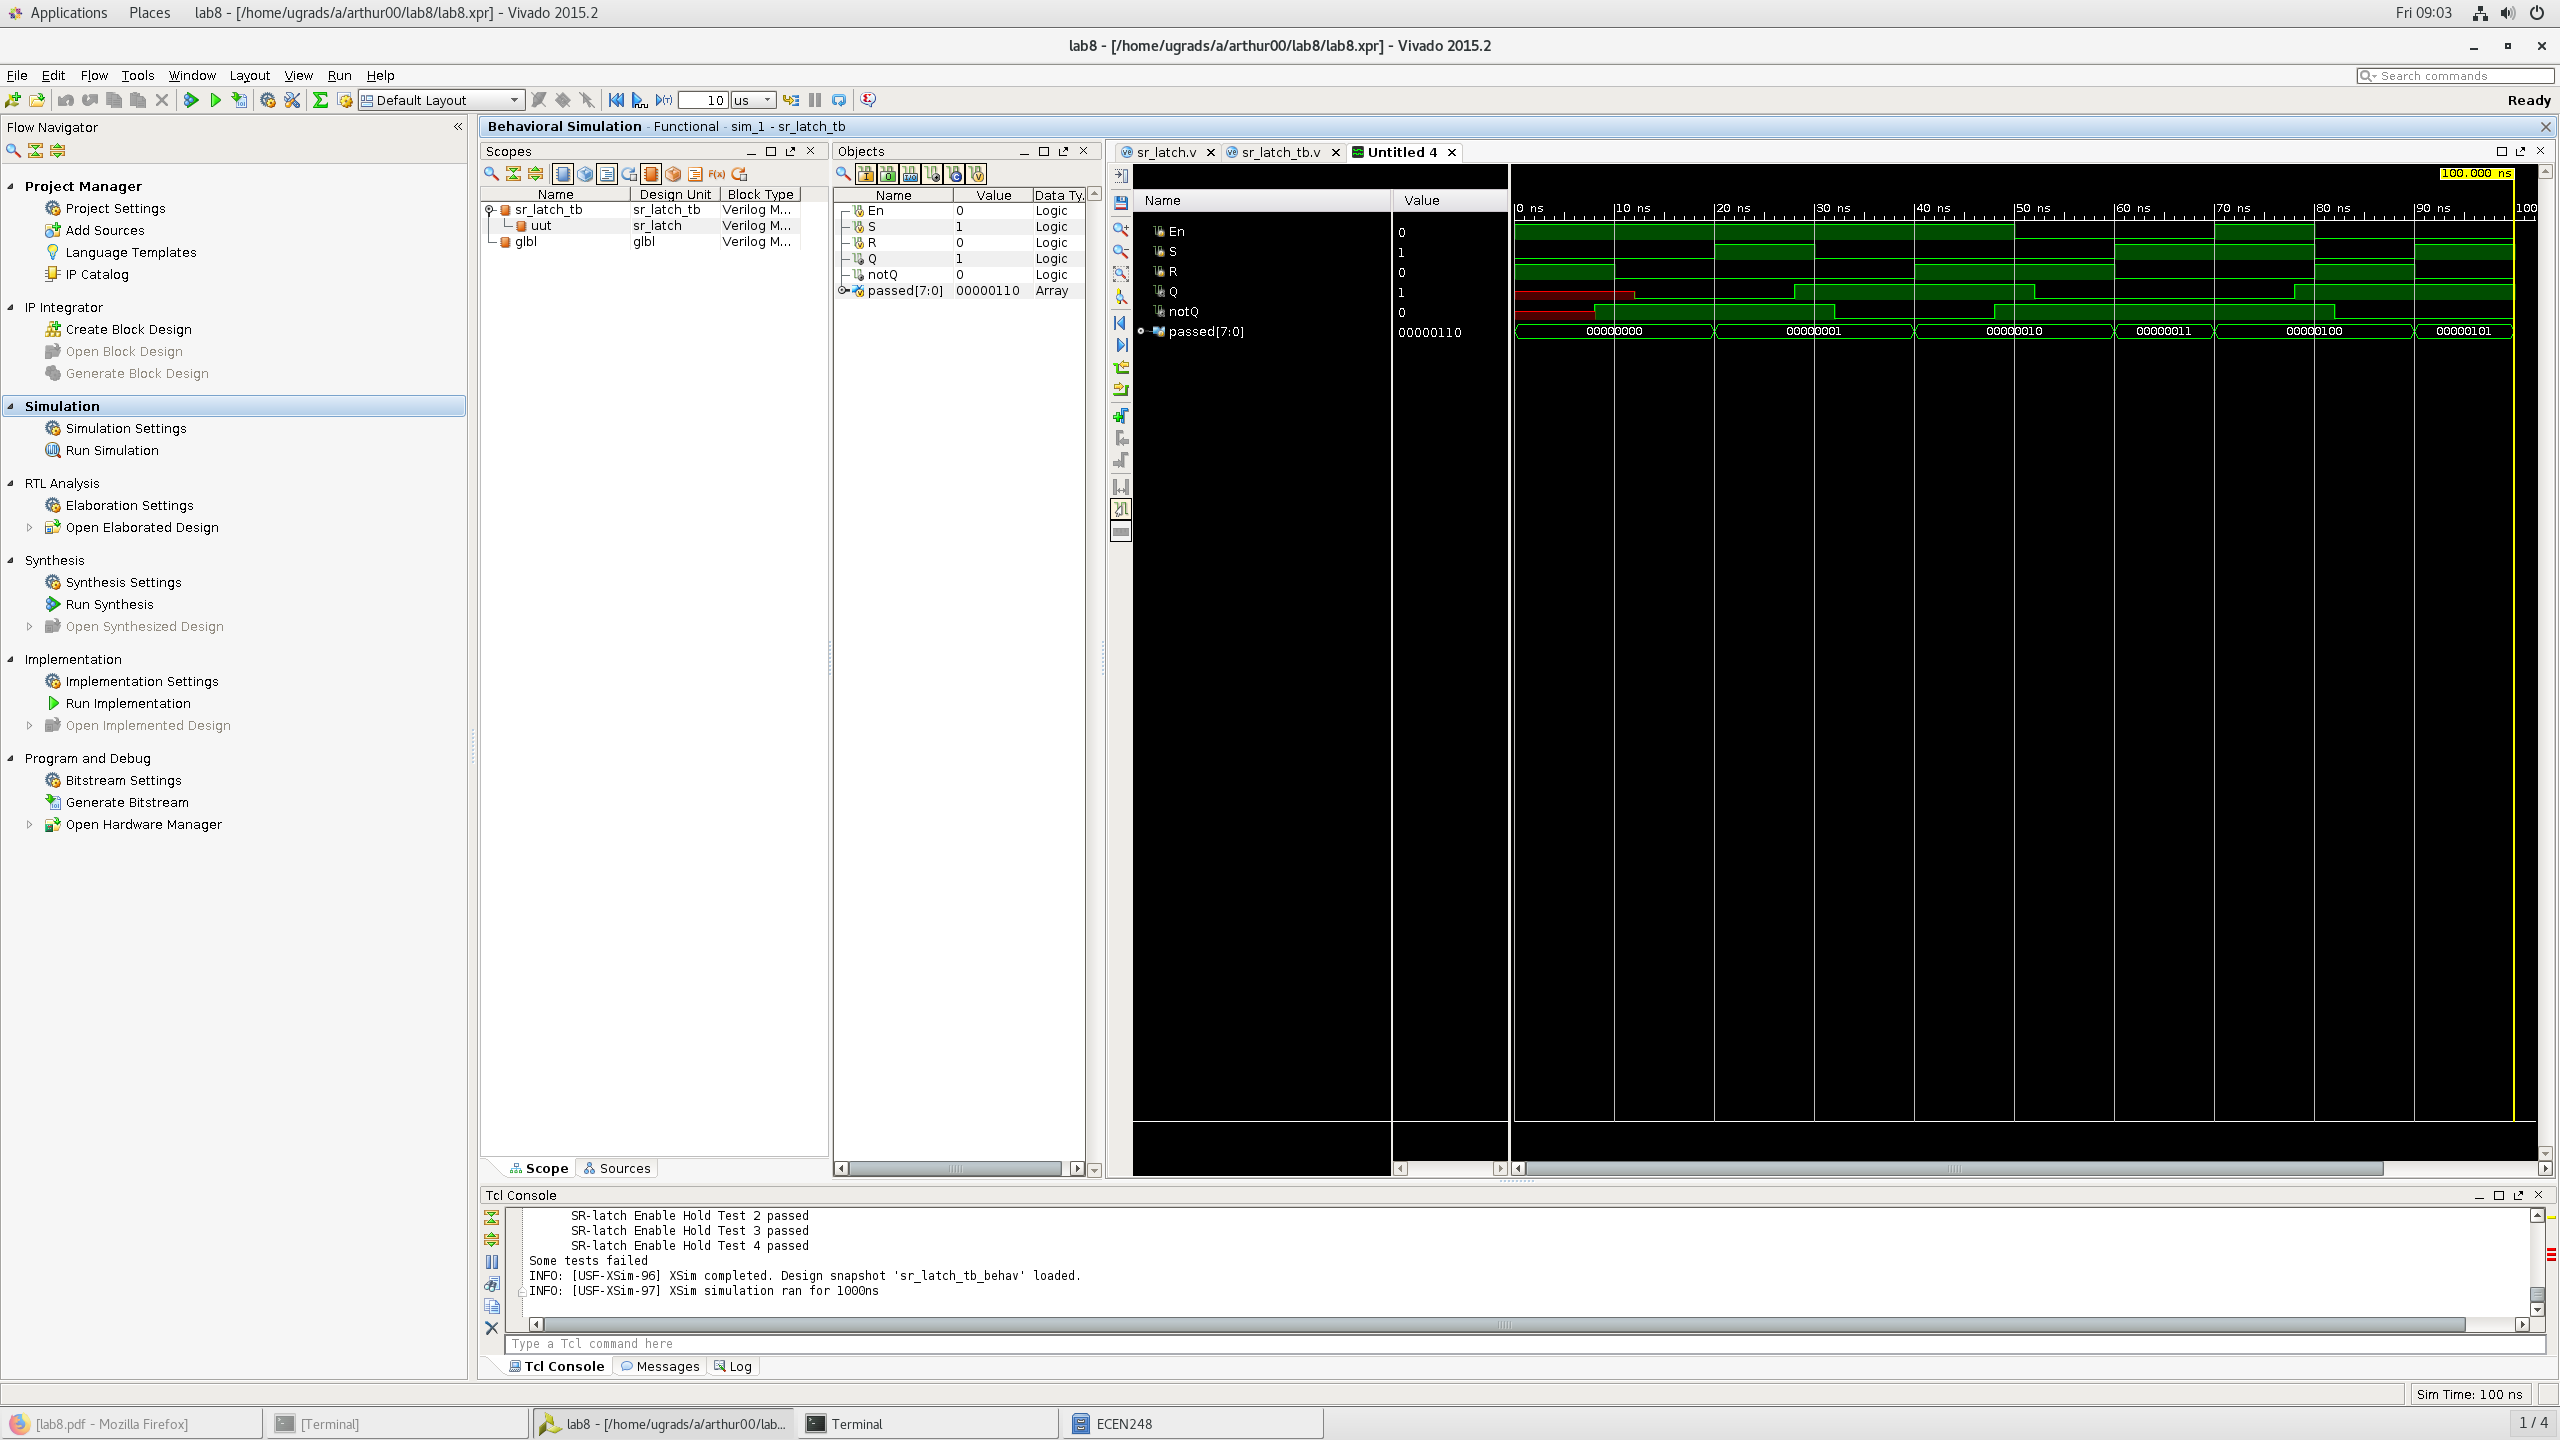 Applications Places lab8 - [/home/ugrads/a/arthur00/lab8/lab8.xpr] - Vivado 2015.2 Fri 09:03
lab8 - [/home/ugrads/a/arthur00/lab8/lab8.xpr] - Vivado 2015.2
File Edit Flow Tools Window Layout View Run Help Search commands
Default Layout 10 us Ready
Flow Navigator
Project Manager
Project Settings
Add Sources
Language Templates
IP Catalog
IP Integrator
Create Block Design
Open Block Design
Generate Block Design
Simulation
Simulation Settings
Run Simulation
RTL Analysis
Elaboration Settings
Open Elaborated Design
Synthesis
Synthesis Settings
Run Synthesis
Open Synthesized Design
Implementation
Implementation Settings
Run Implementation
Open Implemented Design
Program and Debug
Bitstream Settings
Generate Bitstream
Open Hardware Manager
Behavioral Simulation - Functional - sim_1 - sr_latch_tb
Scopes
Name Design Unit Block Type
sr_latch_tb sr_latch_tb Verilog M...
uut sr_latch Verilog M...
glbl glbl Verilog M...
Scope Sources
Objects
Name Value Data Ty.
En 0 Logic
S 1 Logic
R 0 Logic
Q 1 Logic
notQ 0 Logic
passed[7:0] 00000110 Array
sr_latch.v sr_latch_tb.v Untitled 4
100.000 ns
Name Value 0 ns 10 ns 20 ns 30 ns 40 ns 50 ns 60 ns 70 ns 80 ns 90 ns 100
En 0
S 1
R 0
Q 1
notQ 0
passed[7:0] 00000110 00000000 00000001 00000010 00000011 00000100 00000101
Tcl Console
SR-latch Enable Hold Test 2 passed
SR-latch Enable Hold Test 3 passed
SR-latch Enable Hold Test 4 passed
Some tests failed
INFO: [USF-XSim-96] XSim completed. Design snapshot 'sr_latch_tb_behav' loaded.
INFO: [USF-XSim-97] XSim simulation ran for 1000ns
Type a Tcl command here
Tcl Console Messages Log
Sim Time: 100 ns
[lab8.pdf - Mozilla Firefox] [Terminal] lab8 - [/home/ugrads/a/arthur00/lab... Terminal ECEN248 1 / 4